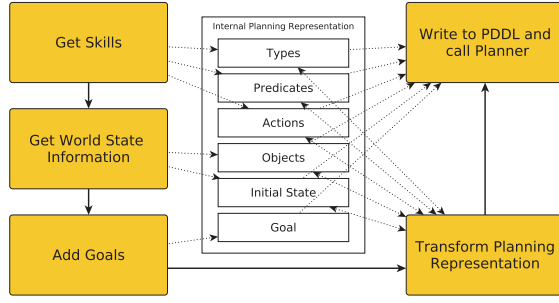 Get Skills
Get World State
Information
Add Goals
Internal Planning Representation
Types
Predicates
Actions
Objects
Initial State
Goal
Write to PDDL and
call Planner
Transform Planning
Representation